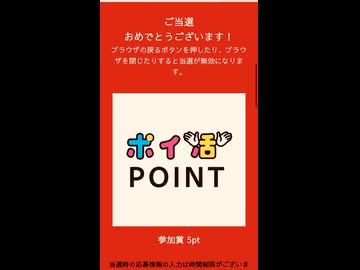 ご当選
おめでとうございます！
ブラウザの戻るボタンを押したり、ブラウ
ザを閉じたりすると当選が無効になりま
す。
ポイ活
POINT
参加賞 5pt
当選時の応募情報の入力は時間制限がございま